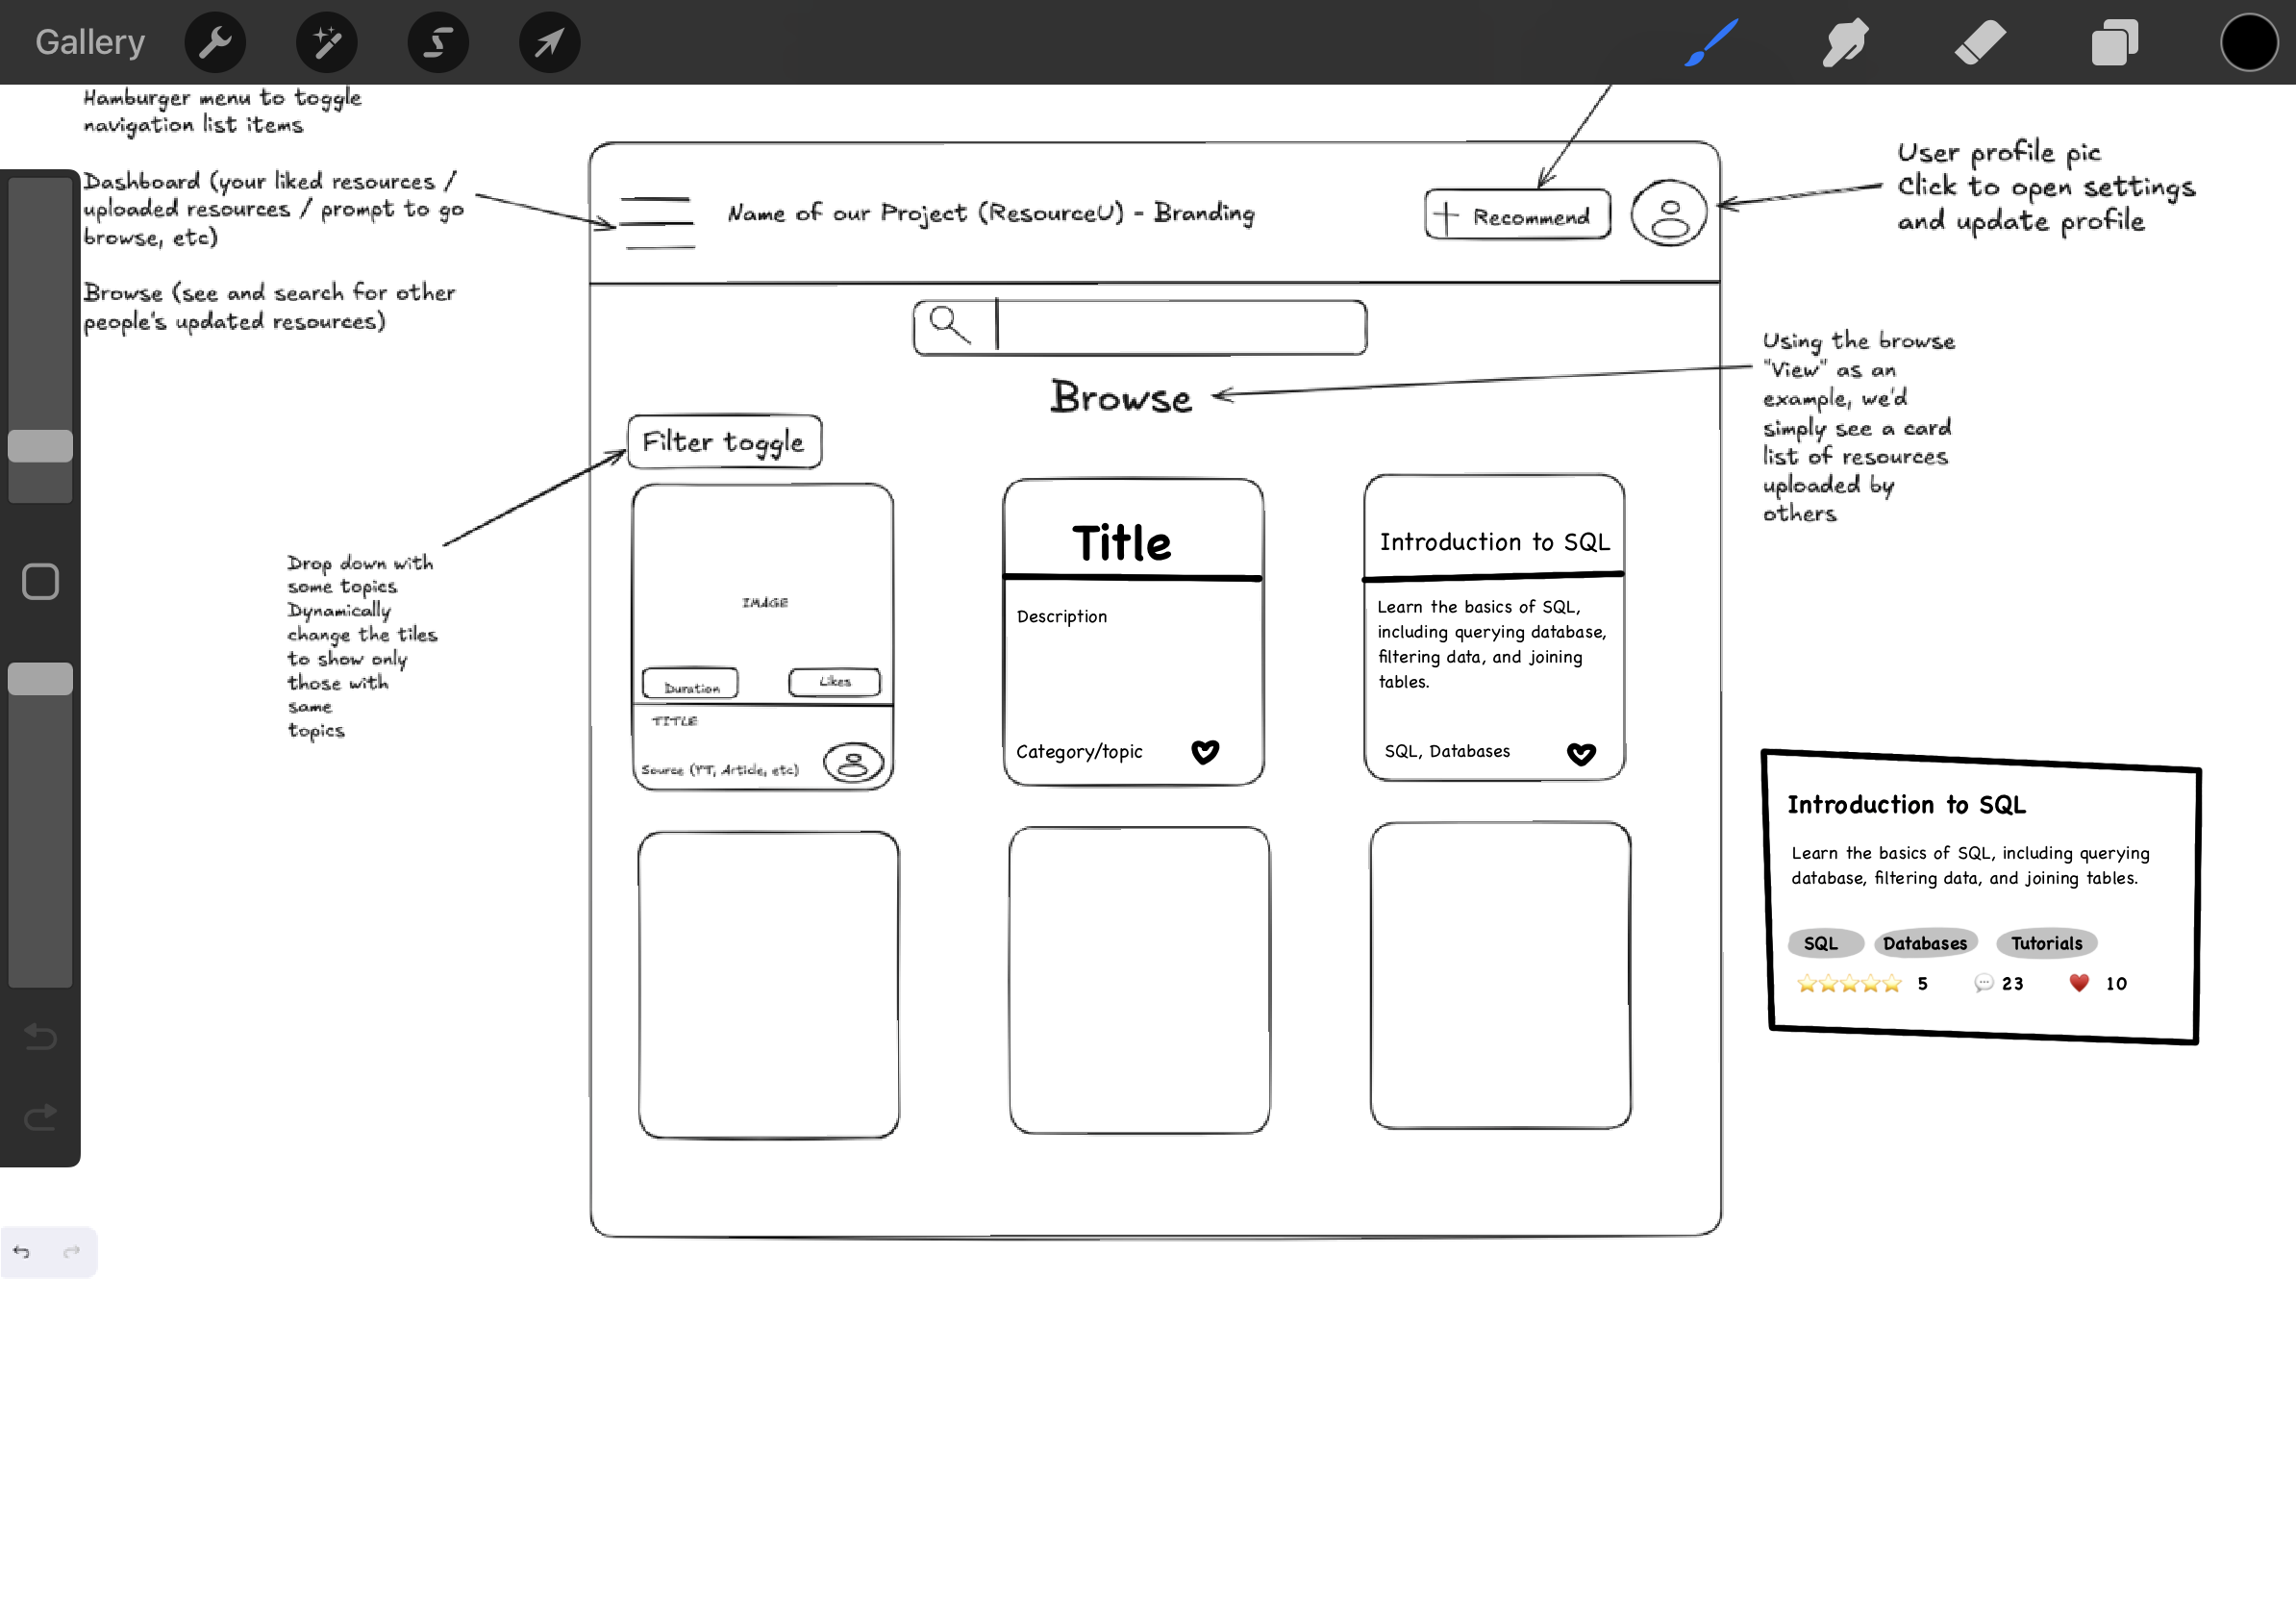 Gallery
Hamburger menu to toggle
navigation list items
Dashboard (your liked resources /
uploaded resources / prompt to go
browse, etc)
Browse (see and search for other
people's updated resources)
Name of our Project (ResourceU) - Branding
Recommend
User profile pic
Click to open settings
and update profile
Browse
Using the browse
"View" as an
example, we'd
simply see a card
list of resources
uploaded by
others
Filter toggle
Drop down with
some topics
Dynamically
change the tiles
to show only
those with
same
topics
IMAGE
Duration
Likes
TITLE
Source (YT, Article, etc)
Title
Description
Category/topic
Introduction to SQL
Learn the basics of SQL,
including querying database,
filtering data, and joining
tables.
SQL, Databases
Introduction to SQL
Learn the basics of SQL, including querying
database, filtering data, and joining tables.
SQL Databases Tutorials
5 23 10